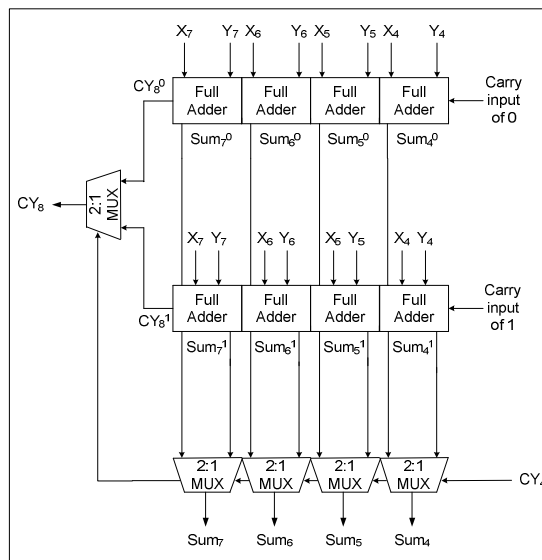 X7 Y7 X6 Y6 X5 Y5 X4 Y4
CY8⁰
Full Adder Full Adder Full Adder Full Adder
Carry input of 0
Sum7⁰ Sum6⁰ Sum5⁰ Sum4⁰
CY8
2:1 MUX
X7 Y7 X6 Y6 X5 Y5 X4 Y4
CY8¹
Full Adder Full Adder Full Adder Full Adder
Carry input of 1
Sum7¹ Sum6¹ Sum5¹ Sum4¹
2:1 MUX 2:1 MUX 2:1 MUX 2:1 MUX
CY4
Sum7 Sum6 Sum5 Sum4